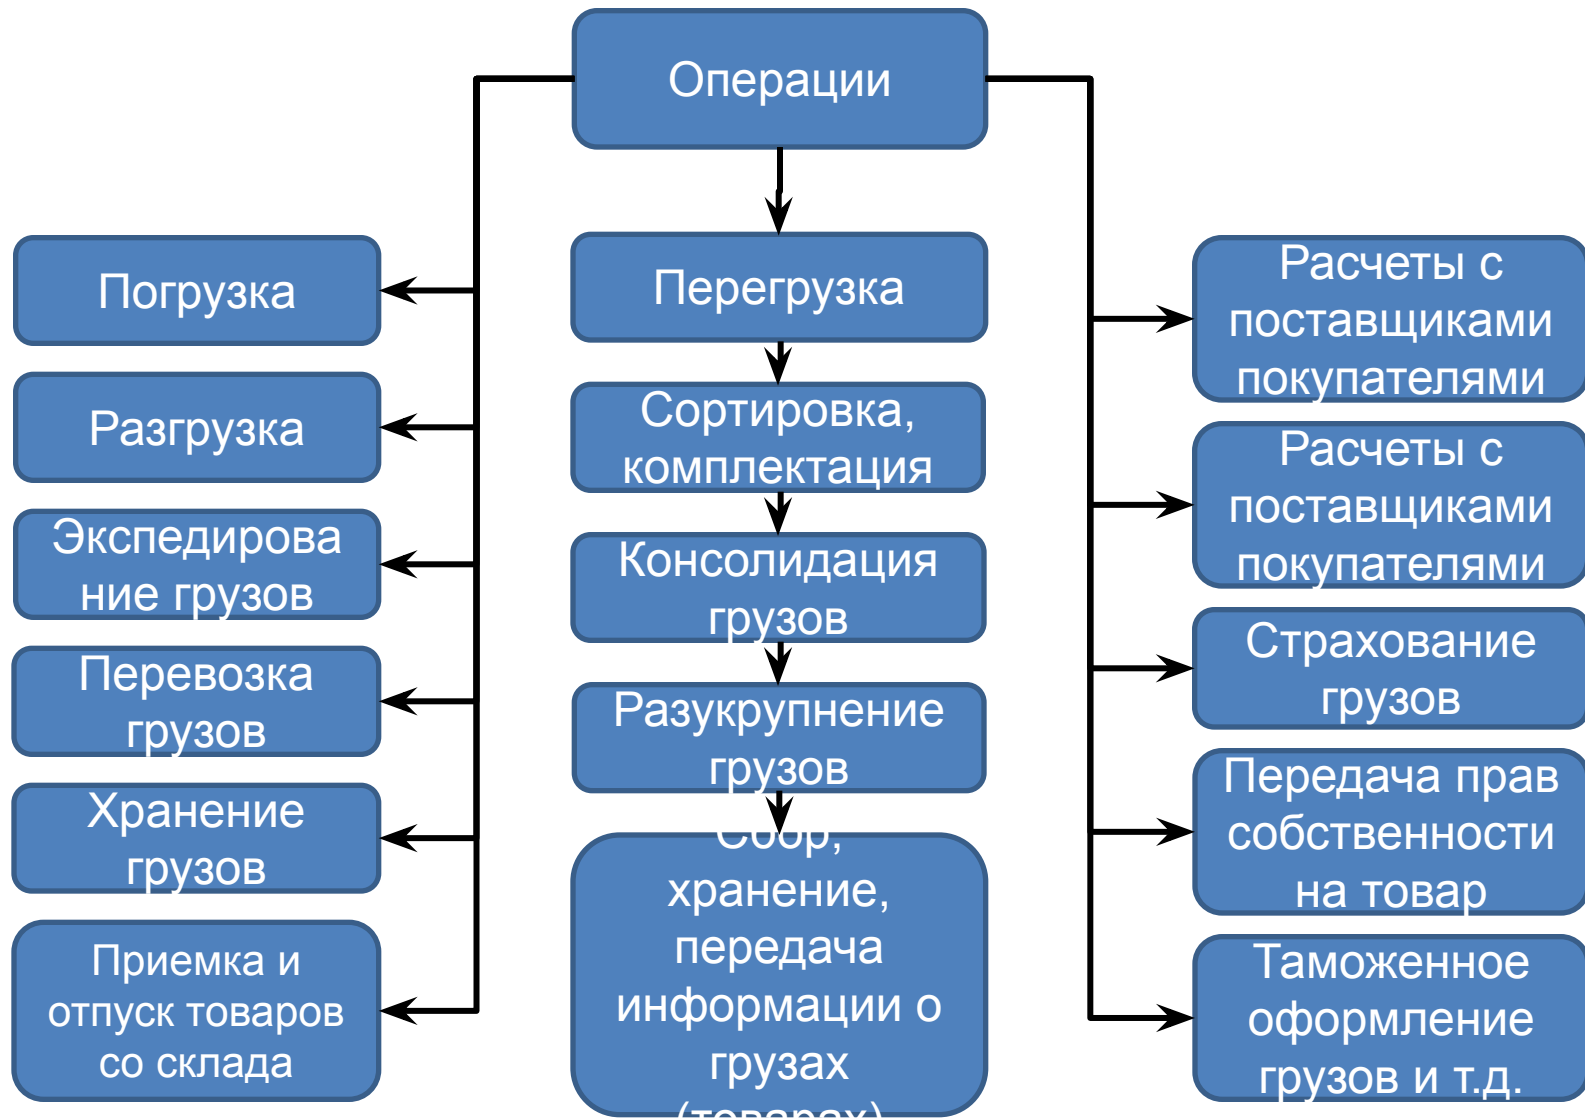 Операции
Погрузка
Разгрузка
Экспедирова
ние грузов
Перевозка
грузов
Хранение
грузов
Приемка и
отпуск товаров
со склада
Перегрузка
Сортировка,
комплектация
Консолидация
грузов
Разукрупнение
грузов
Сбор,
хранение,
передача
информации о
грузах
(товарах)
Расчеты с
поставщиками
покупателями
Расчеты с
поставщиками
покупателями
Страхование
грузов
Передача прав
собственности
на товар
Таможенное
оформление
грузов и т.д.